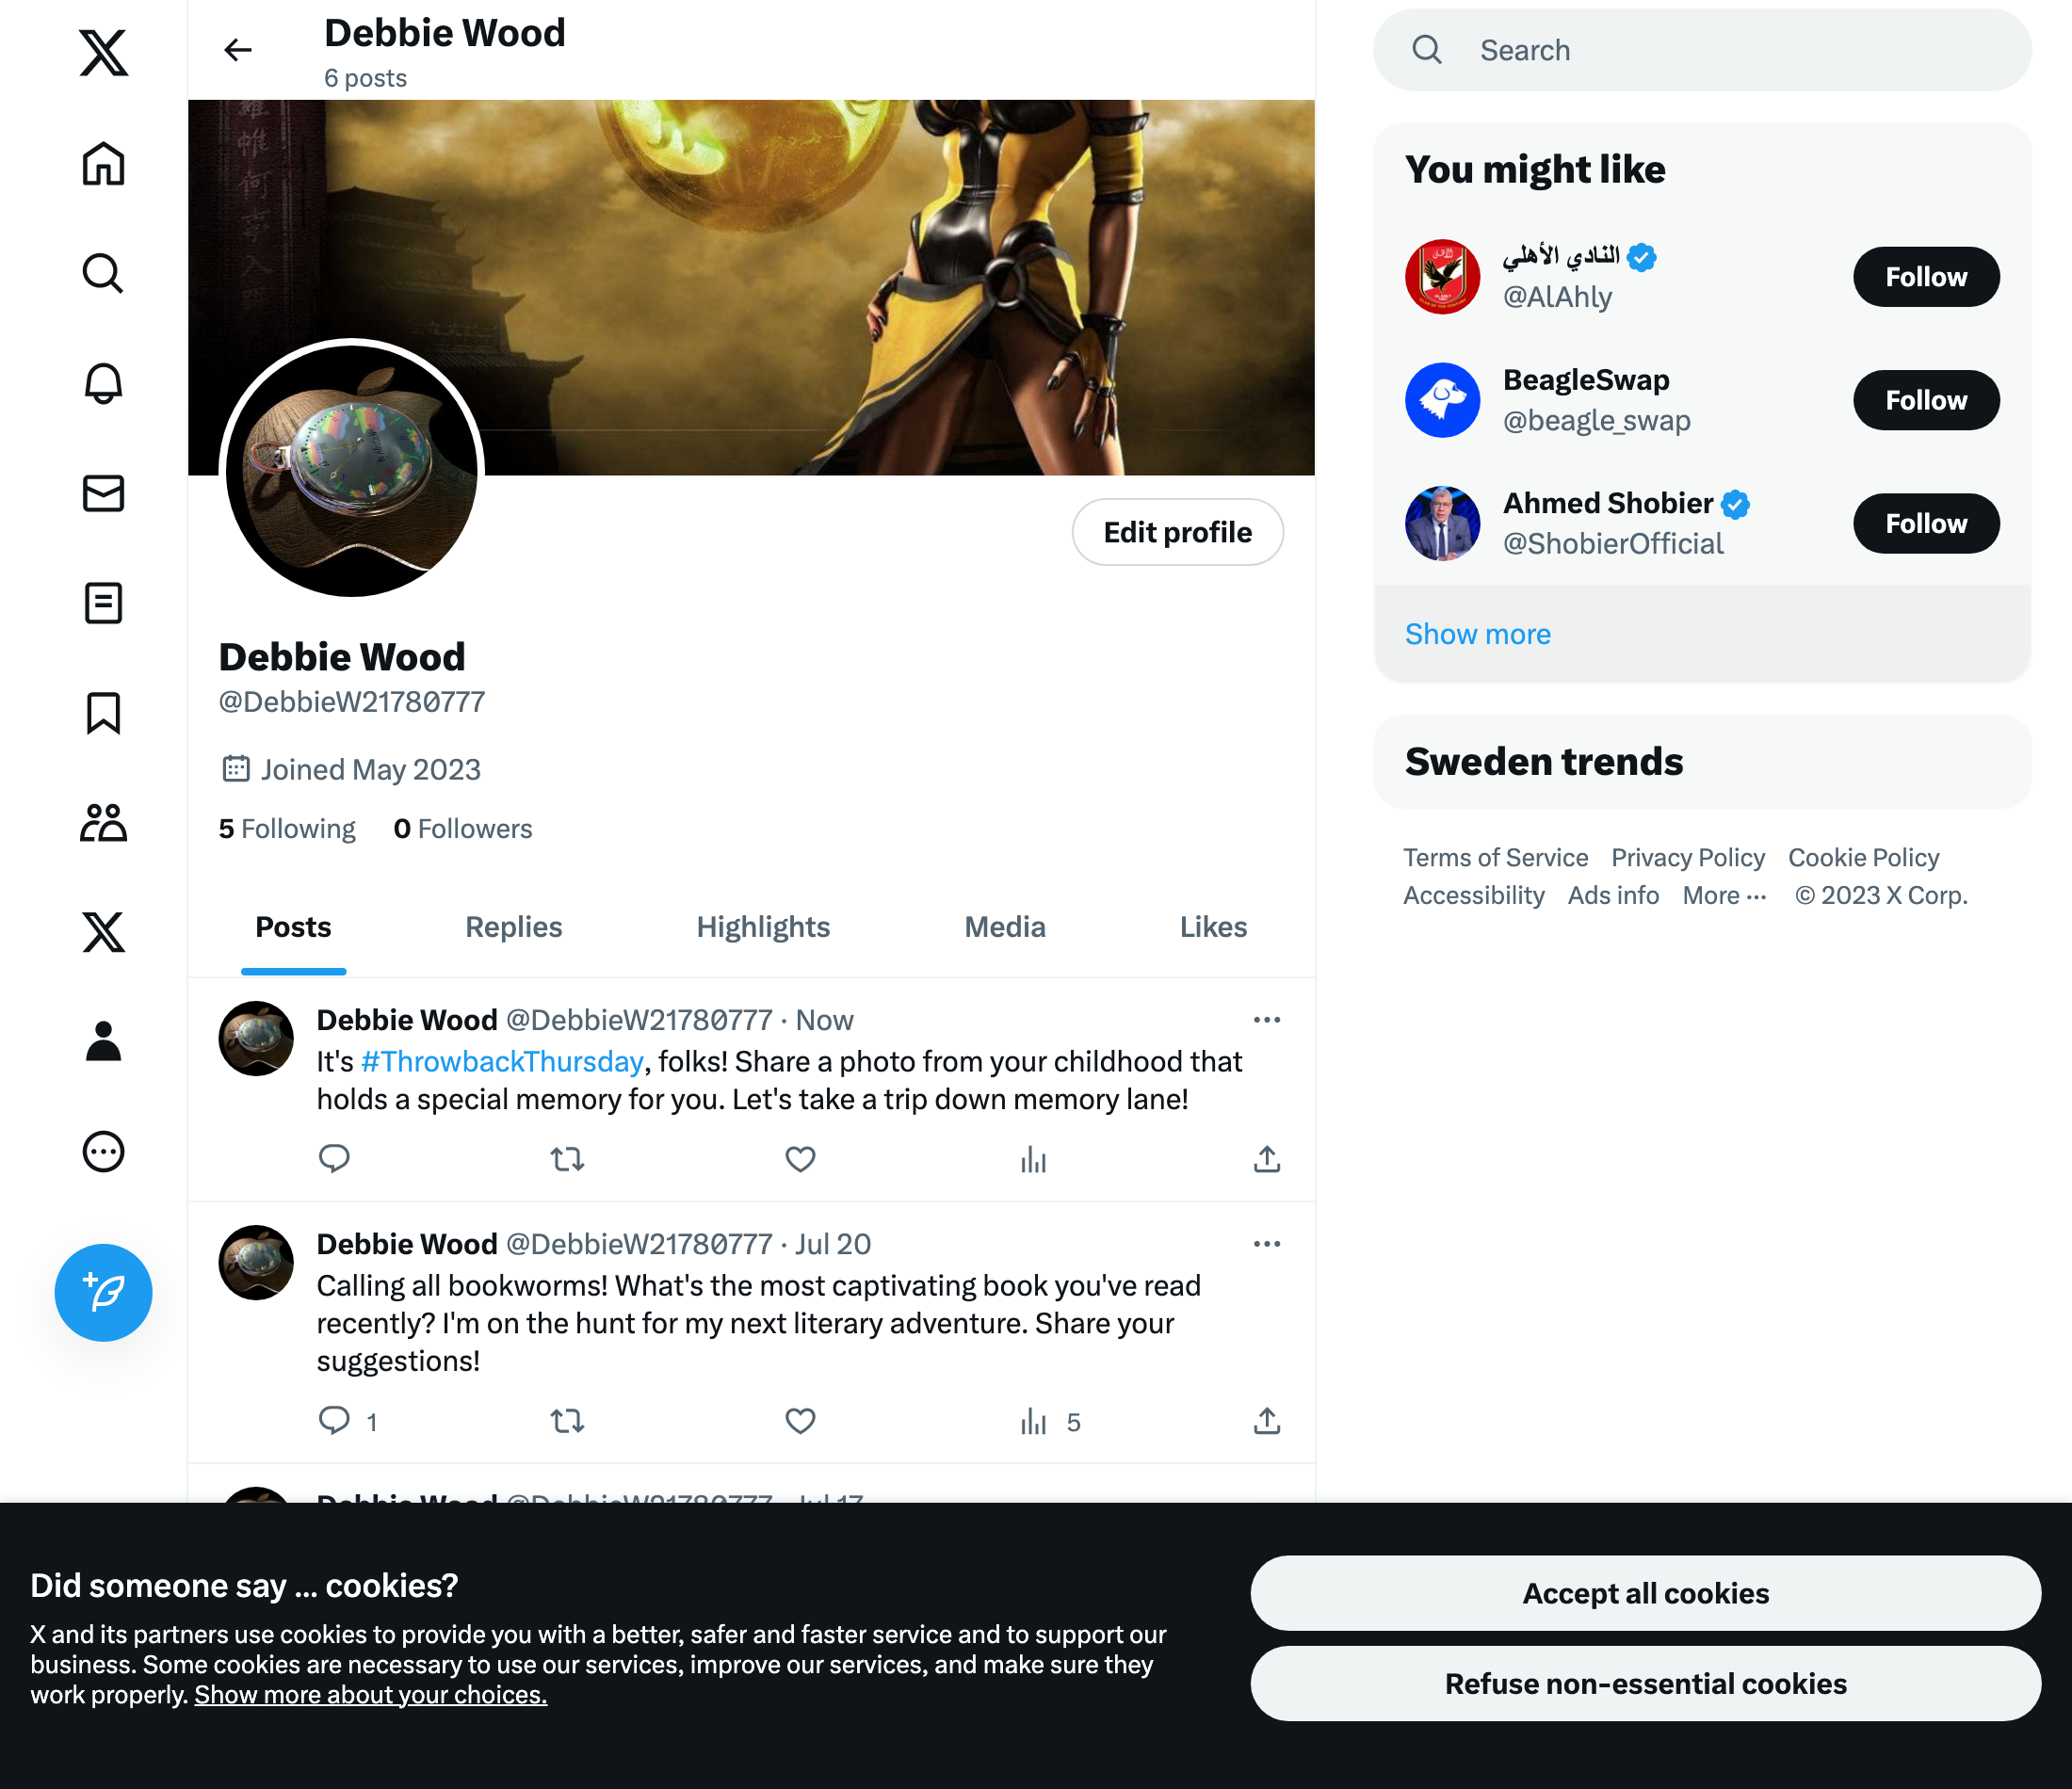 Debbie Wood
6 posts
Edit profile
Debbie Wood
@DebbieW21780777
Joined May 2023
5 Following 0 Followers
Posts Replies Highlights Media Likes
Debbie Wood @DebbieW21780777 · Now
It's #ThrowbackThursday, folks! Share a photo from your childhood that
holds a special memory for you. Let's take a trip down memory lane!
Debbie Wood @DebbieW21780777 · Jul 20
Calling all bookworms! What's the most captivating book you've read
recently? I'm on the hunt for my next literary adventure. Share your
suggestions!
1 5
Debbie Wood @DebbieW21780777 · Jul 17
Search
You might like
النادي الأهلي
@AlAhly
Follow
BeagleSwap
@beagle_swap
Follow
Ahmed Shobier
@ShobierOfficial
Follow
Show more
Sweden trends
Terms of Service Privacy Policy Cookie Policy
Accessibility Ads info More ··· © 2023 X Corp.
Did someone say … cookies?
X and its partners use cookies to provide you with a better, safer and faster service and to support our
business. Some cookies are necessary to use our services, improve our services, and make sure they
work properly. Show more about your choices.
Accept all cookies
Refuse non-essential cookies